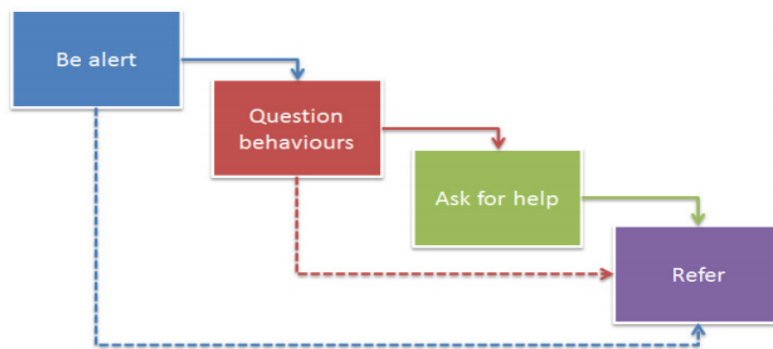 Be alert
Question
behaviours
Ask for help
Refer